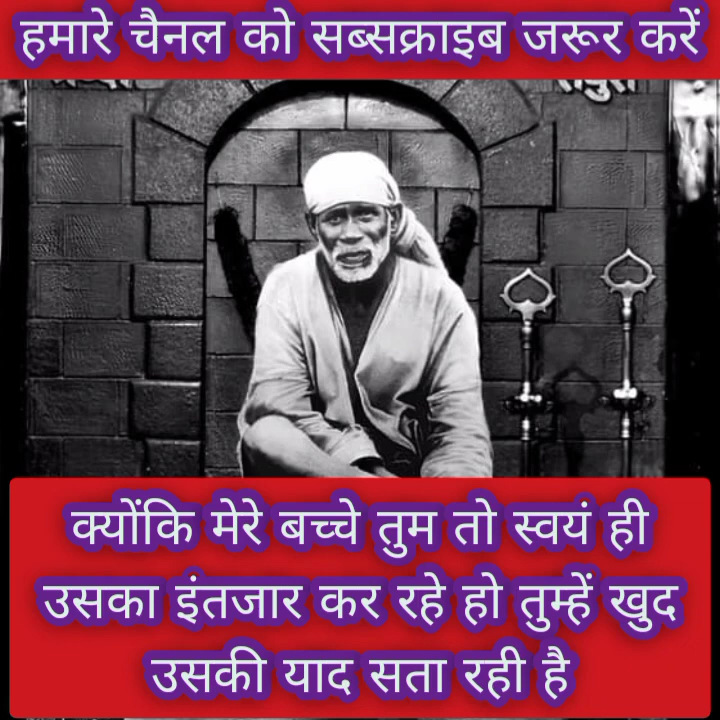 हमारे चैनल को सब्सक्राइब जरूर करें
क्योंकि मेरे बच्चे तुम तो स्वयं ही
उसका इंतजार कर रहे हो तुम्हें खुद
उसकी याद सता रही है